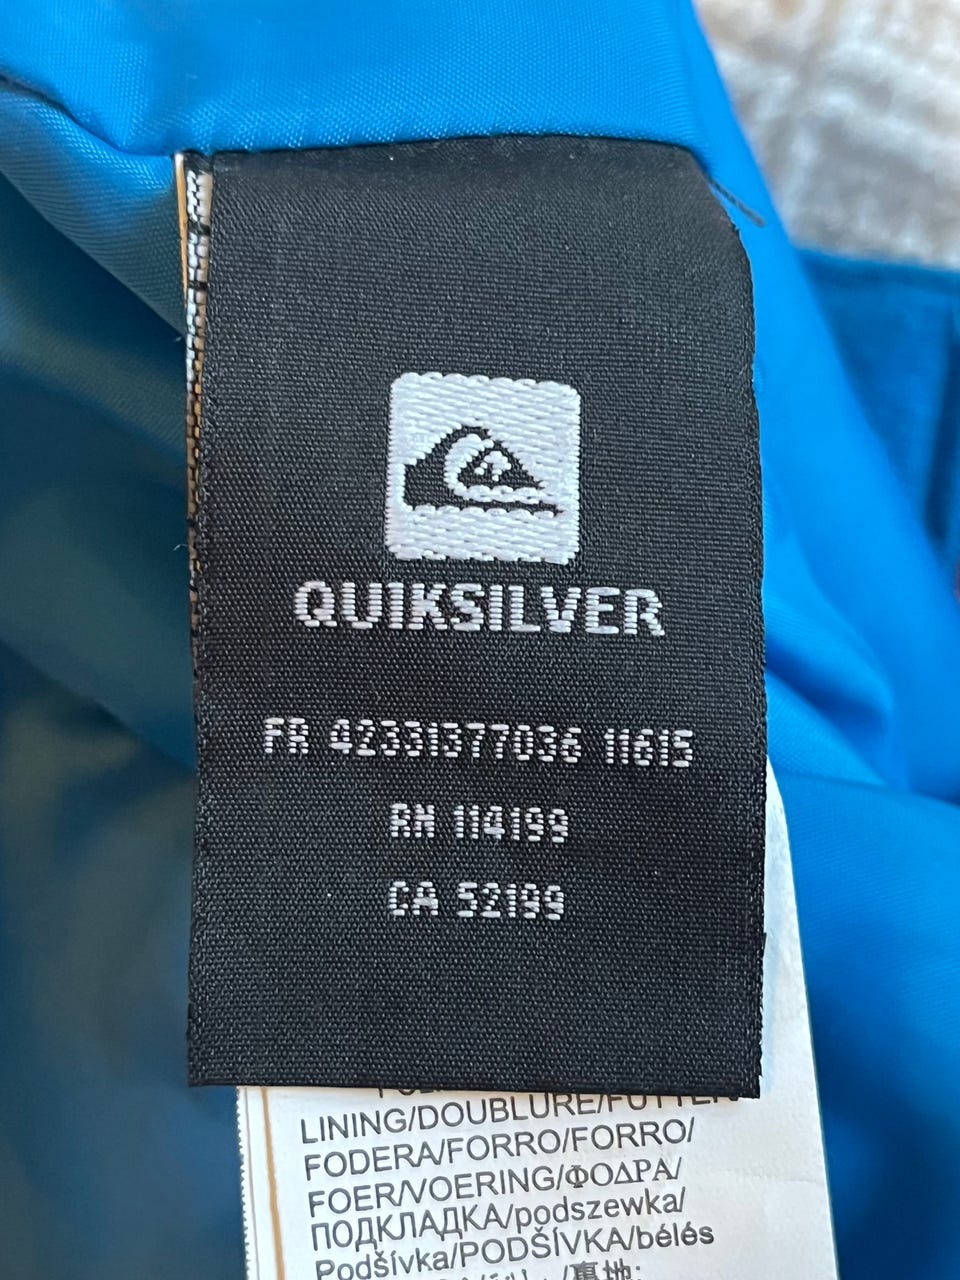 QUIKSILVER
FR 42331377036 11615
RN 114199
CA 52199
LINING/DOUBLURE/FUTTER
FODERA/FORRO/FORRO/
FOER/VOERING/ΦΟΔΡΑ/
ПОДКЛАДКА/podszewka/
Podšívka/PODŠÍVKA/bélés